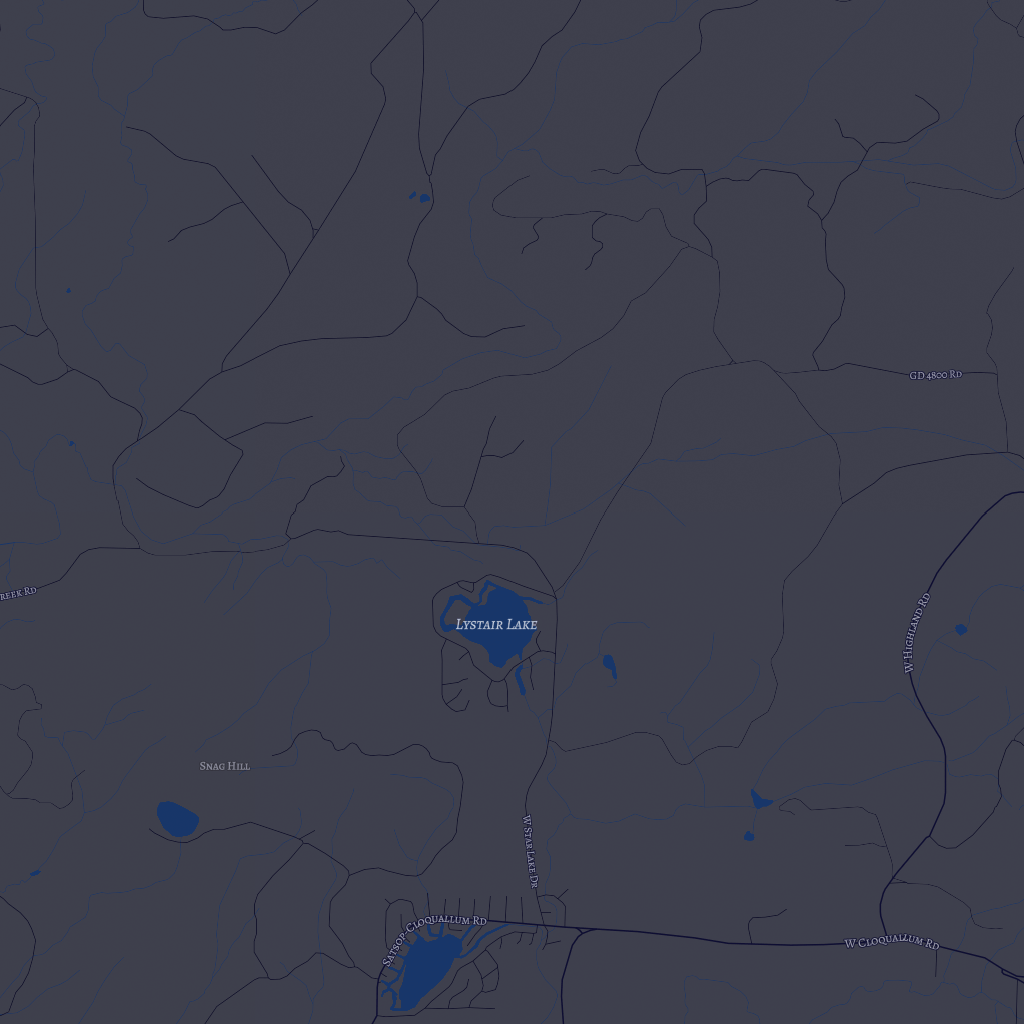 GD 4800 Rd
reek Rd
W Highland Rd
Lystair Lake
Snag Hill
W Star Lake Dr
Satsop Cloquallum Rd
W Cloquallum Rd